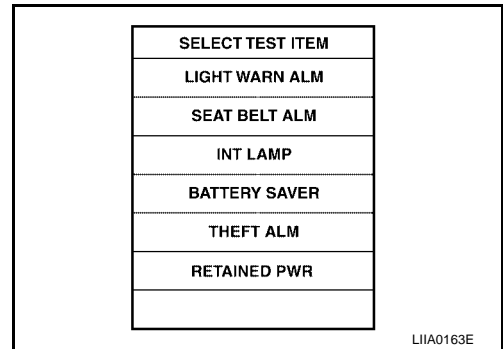 SELECT TEST ITEM
LIGHT WARN ALM
SEAT BELT ALM
INT LAMP
BATTERY SAVER
THEFT ALM
RETAINED PWR
LIIA0163E